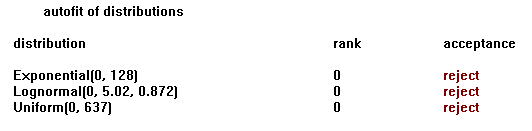 autofit of distributions
distribution rank acceptance
Exponential(0, 128) 0 reject
Lognormal(0, 5.02, 0.872) 0 reject
Uniform(0, 637) 0 reject